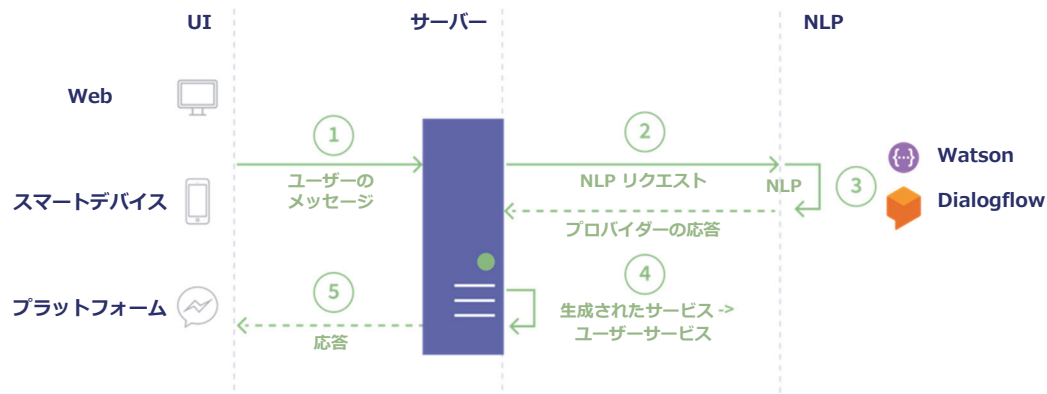 UI
サーバー
NLP
Web
1
2
ユーザーの
メッセージ
NLP リクエスト
NLP
3
Watson
スマートデバイス
Dialogflow
プロバイダーの応答
5
4
プラットフォーム
生成されたサービス ->
ユーザーサービス
応答